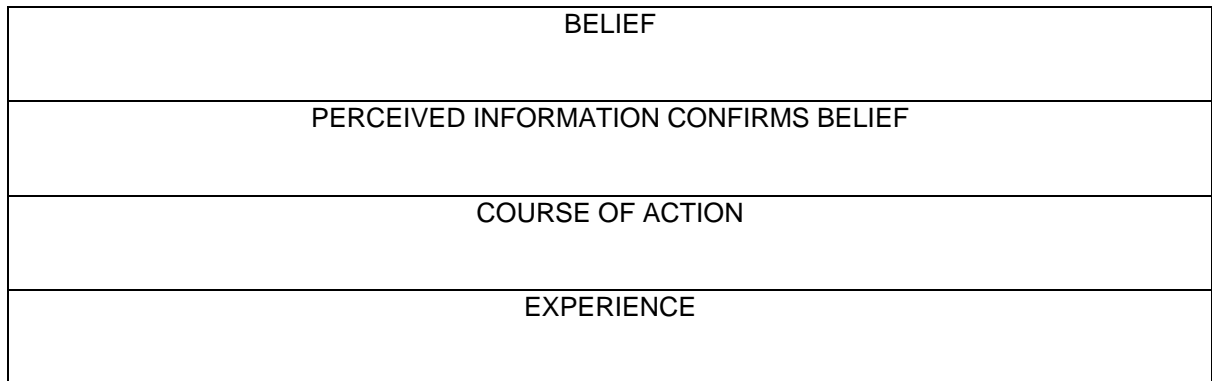 BELIEF
PERCEIVED INFORMATION CONFIRMS BELIEF
COURSE OF ACTION
EXPERIENCE